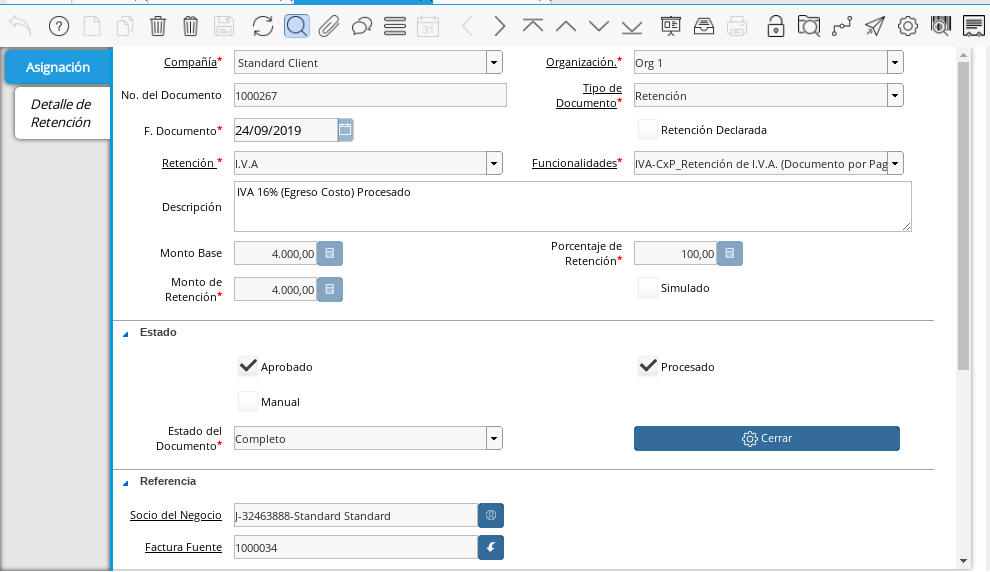 31
Asignación
Detalle de
Retención
Compañía* Standard Client Organización.* Org 1
No. del Documento 1000267 Tipo de Documento* Retención
F. Documento* 24/09/2019 Retención Declarada
Retención * I.V.A Funcionalidades* IVA-CxP_Retención de I.V.A. (Documento por Pag
Descripción IVA 16% (Egreso Costo) Procesado
Monto Base 4.000,00 Porcentaje de Retención* 100,00
Monto de Retención* 4.000,00 Simulado
Estado
Aprobado Procesado
Manual
Estado del Documento* Completo Cerrar
Referencia
Socio del Negocio J-32463888-Standard Standard
Factura Fuente 1000034